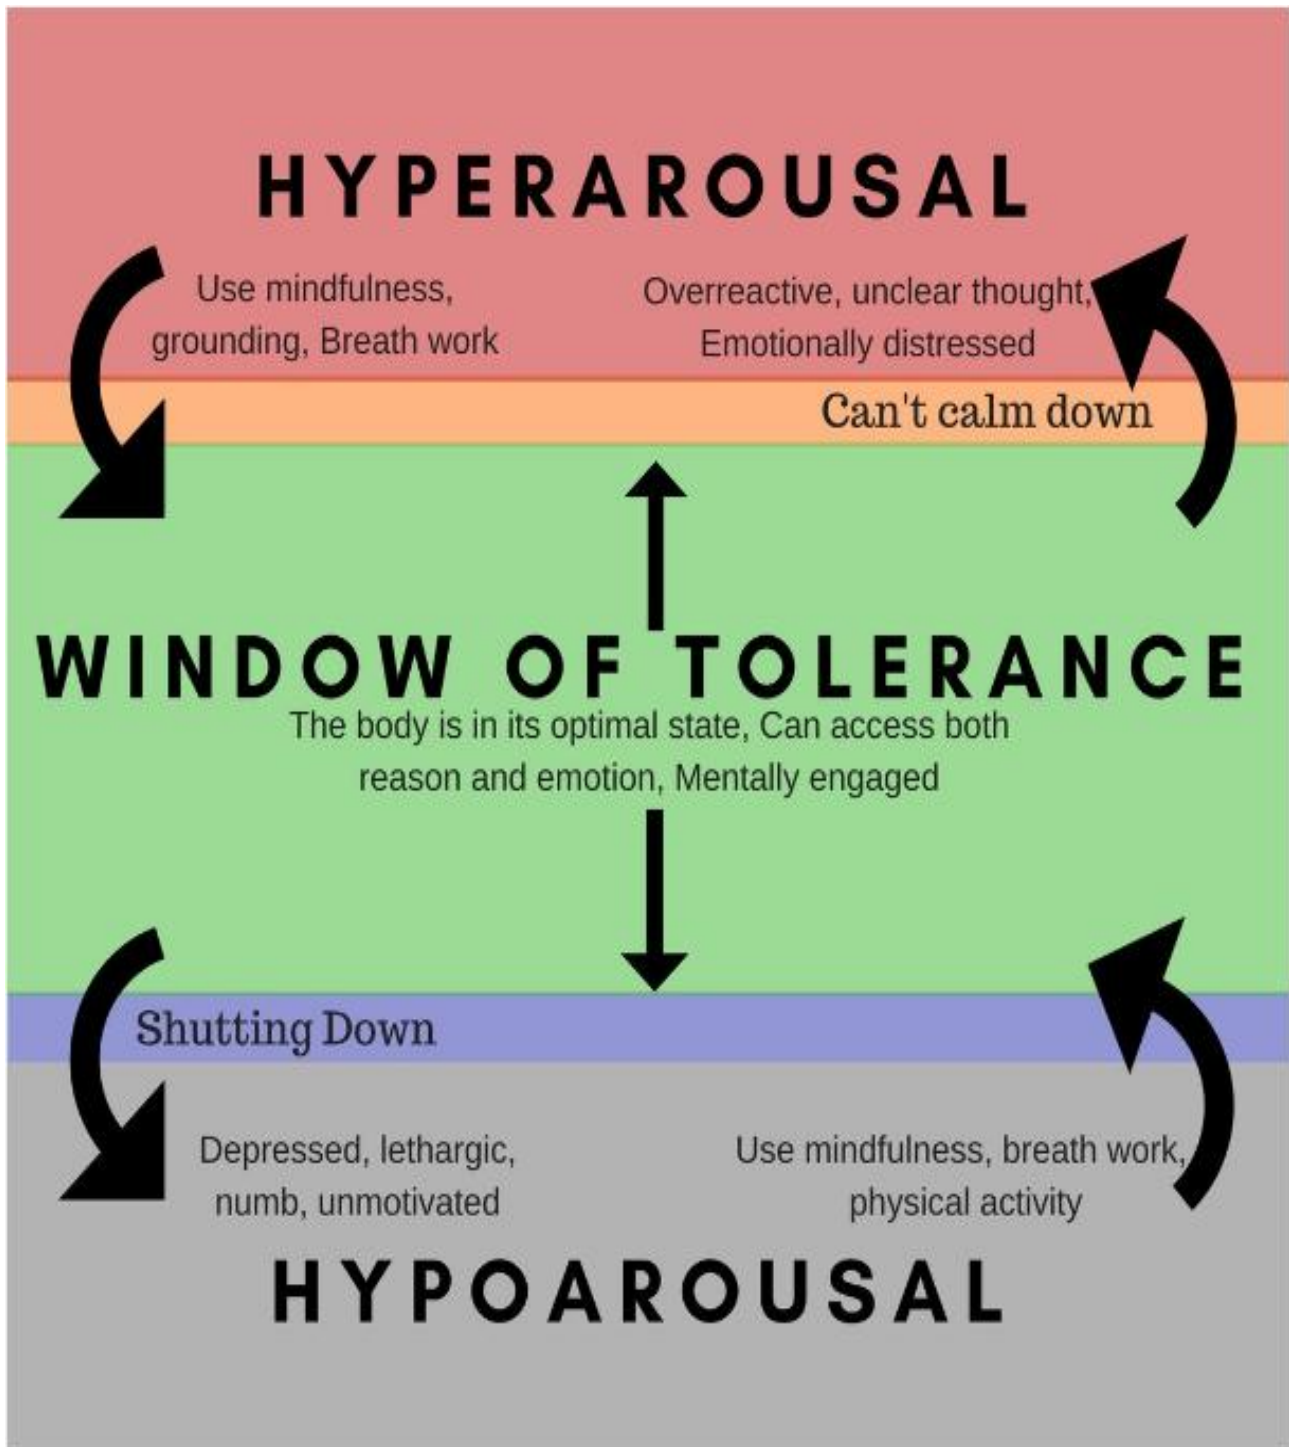 HYPERAROUSAL
Use mindfulness,
grounding, Breath work
Overreactive, unclear thought,
Emotionally distressed
Can't calm down
WINDOW OF TOLERANCE
The body is in its optimal state, Can access both
reason and emotion, Mentally engaged
Shutting Down
Depressed, lethargic,
numb, unmotivated
Use mindfulness, breath work,
physical activity
HYPOAROUSAL